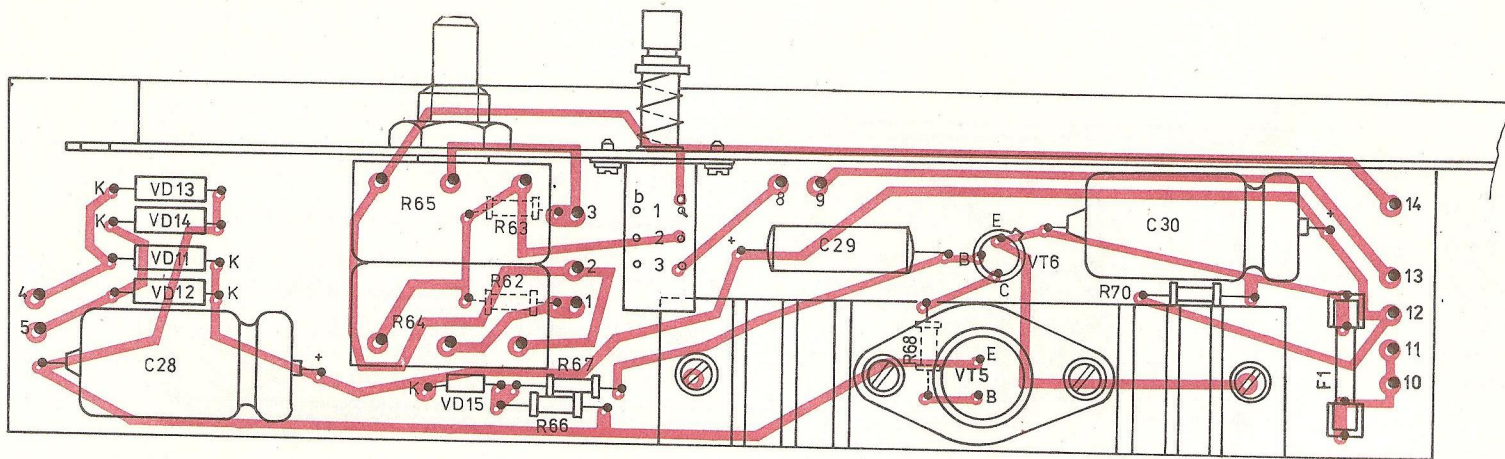 K VD13
K VD14
VD11 K
VD12 K
4
5
C28
+
R65
R63
3
2
R62
1
R64
R67
K VD15
R66
b a
1
2
3
8
9
+ C29
E
B VT6
C
C30
+
R70
R68
E
VT5
B
F1
14
13
12
11
10